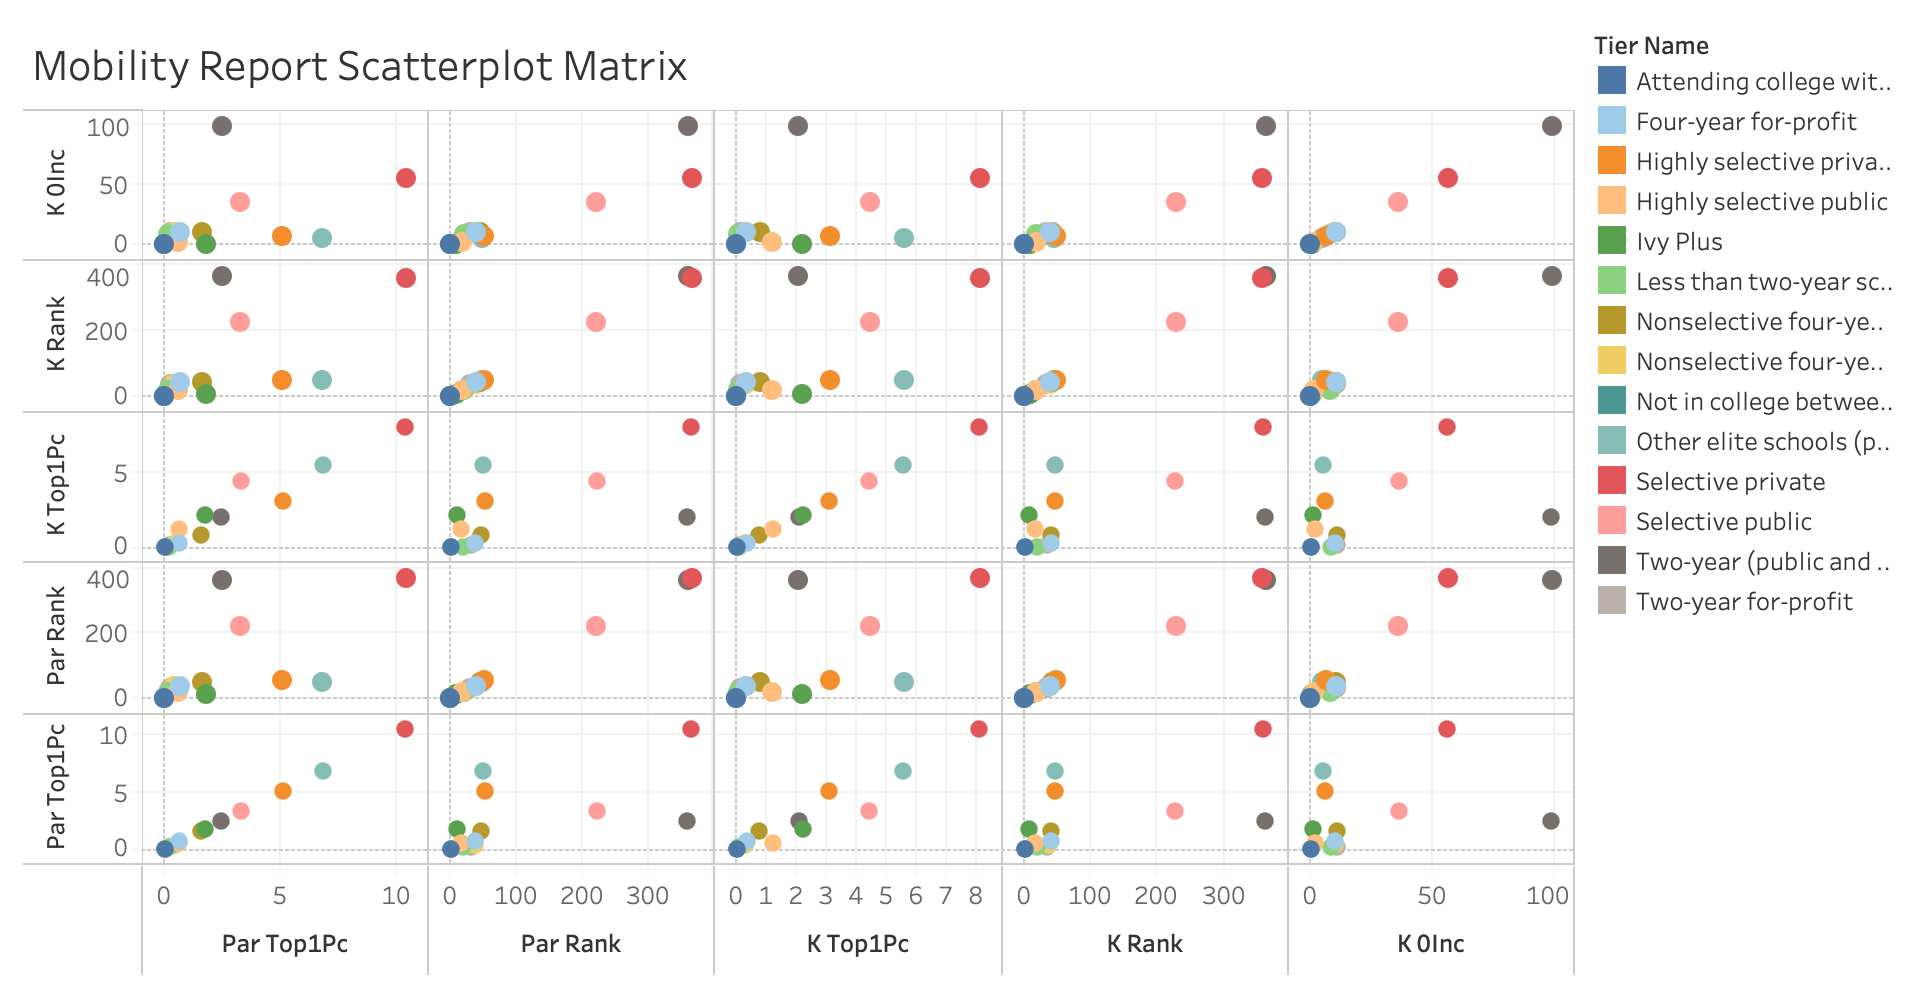 Mobility Report Scatterplot Matrix
Tier Name
Attending college wit..
Four-year for-profit
Highly selective priva..
Highly selective public
Ivy Plus
Less than two-year sc..
Nonselective four-ye..
Nonselective four-ye..
Not in college betwee..
Other elite schools (p..
Selective private
Selective public
Two-year (public and ..
Two-year for-profit
K 0Inc
100
50
0
K Rank
400
200
0
K Top1Pc
5
0
Par Rank
400
200
0
Par Top1Pc
10
5
0
0 5 10 0 100 200 300 0 1 2 3 4 5 6 7 8 0 100 200 300 0 50 100
Par Top1Pc Par Rank K Top1Pc K Rank K 0Inc